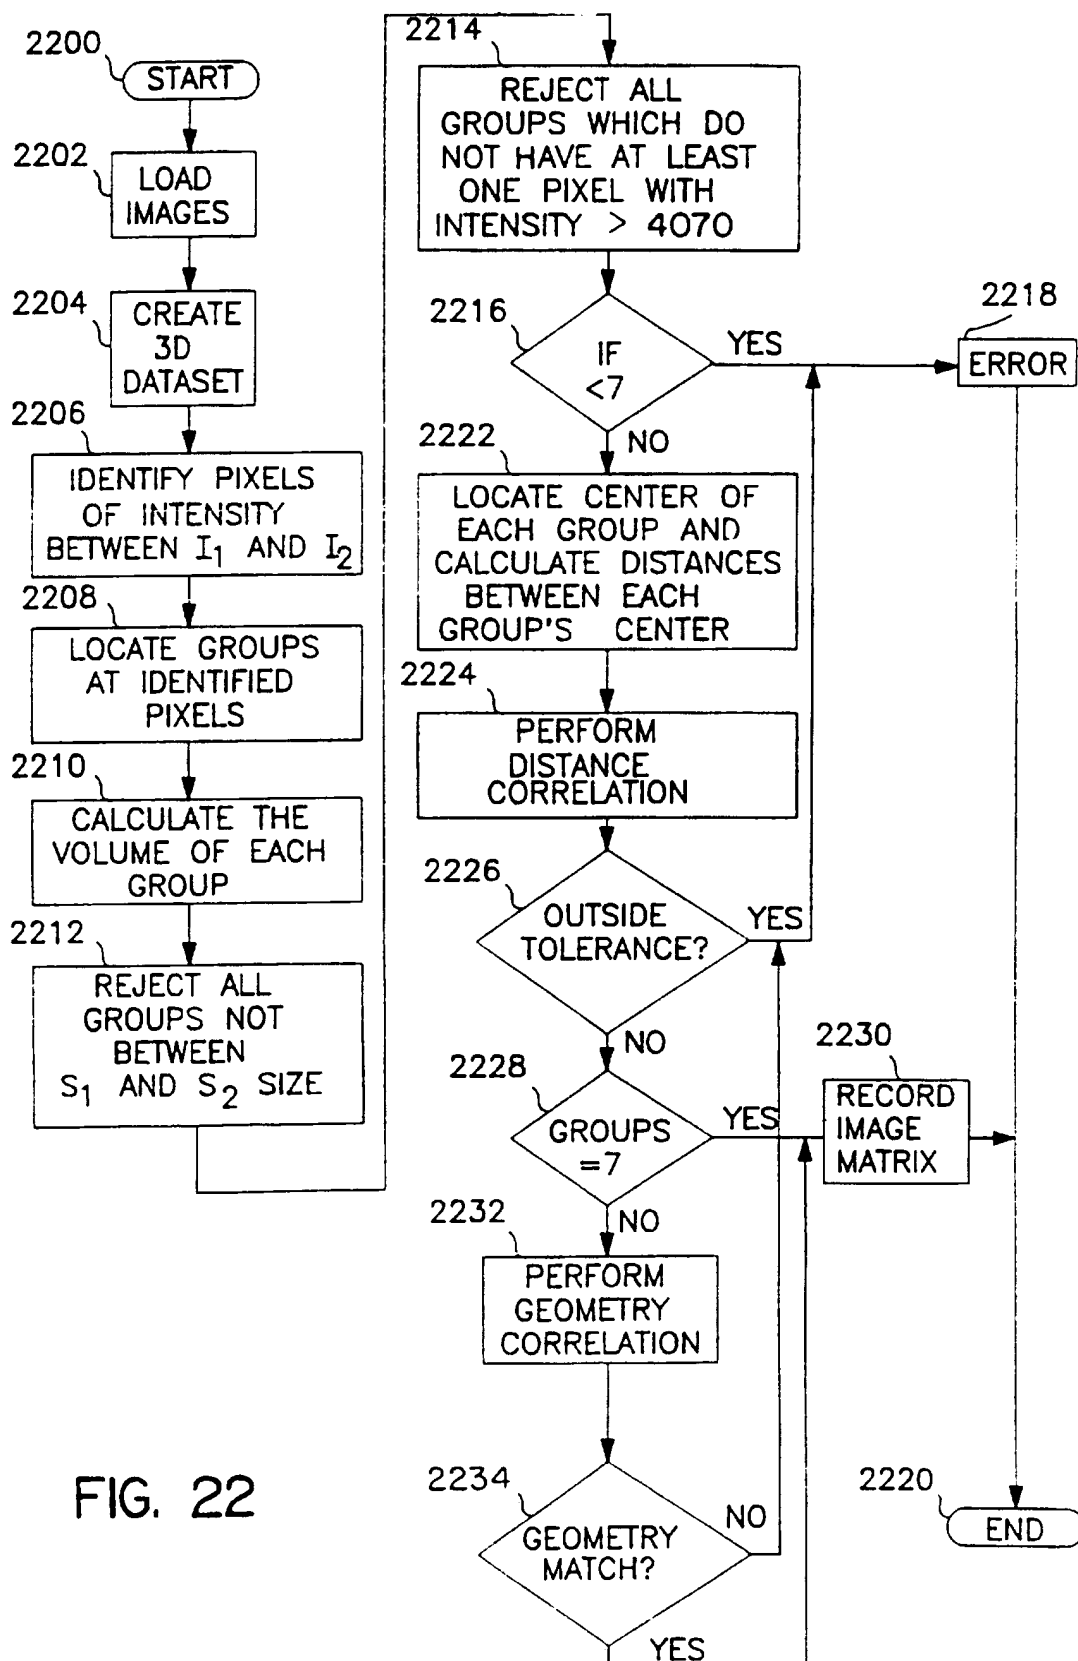 2200
START
2202
LOAD
IMAGES
2204
CREATE
3D
DATASET
2206
IDENTIFY PIXELS
OF INTENSITY
BETWEEN I1 AND I2
2208
LOCATE GROUPS
AT IDENTIFIED
PIXELS
2210
CALCULATE THE
VOLUME OF EACH
GROUP
2212
REJECT ALL
GROUPS NOT
BETWEEN
S1 AND S2 SIZE
2214
REJECT ALL
GROUPS WHICH DO
NOT HAVE AT LEAST
ONE PIXEL WITH
INTENSITY > 4070
2216
IF
<7
YES
NO
2218
ERROR
2222
LOCATE CENTER OF
EACH GROUP AND
CALCULATE DISTANCES
BETWEEN EACH
GROUP'S CENTER
2224
PERFORM
DISTANCE
CORRELATION
2226
OUTSIDE
TOLERANCE?
YES
NO
2228
GROUPS
=7
YES
NO
2230
RECORD
IMAGE
MATRIX
2232
PERFORM
GEOMETRY
CORRELATION
2234
GEOMETRY
MATCH?
NO
YES
2220
END
FIG. 22